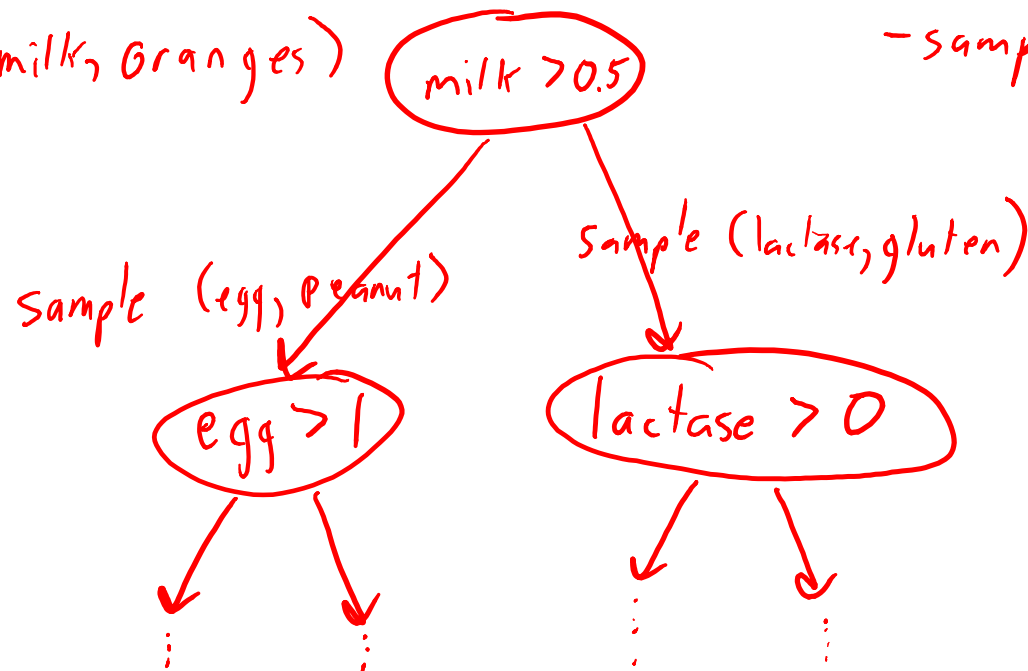 milk, oranges)
milk > 0.5
- samp
sample (lactase, gluten)
sample (egg, peanut)
egg > 1
lactase > 0